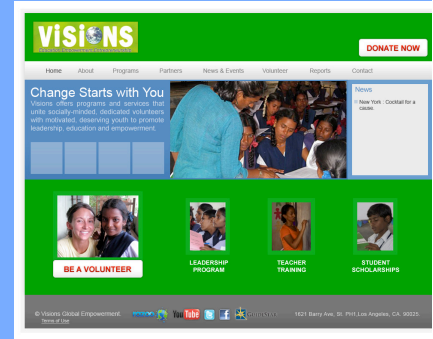 VISIONS
DONATE NOW
Home About Programs Partners News & Events Volunteer Reports Contact
Change Starts with You
Visions offers programs and services that
unite socially-minded, dedicated volunteers
with motivated, deserving youth to promote
leadership, education and empowerment.
News
New York : Cocktail for a
cause.
BE A VOLUNTEER
LEADERSHIP
PROGRAM
TEACHER
TRAINING
STUDENT
SCHOLARSHIPS
© Visions Global Empowerment.
Terms of Use
You Tube
f
1621 Barry Ave, St. PH1,Los Angeles, CA. 90025.